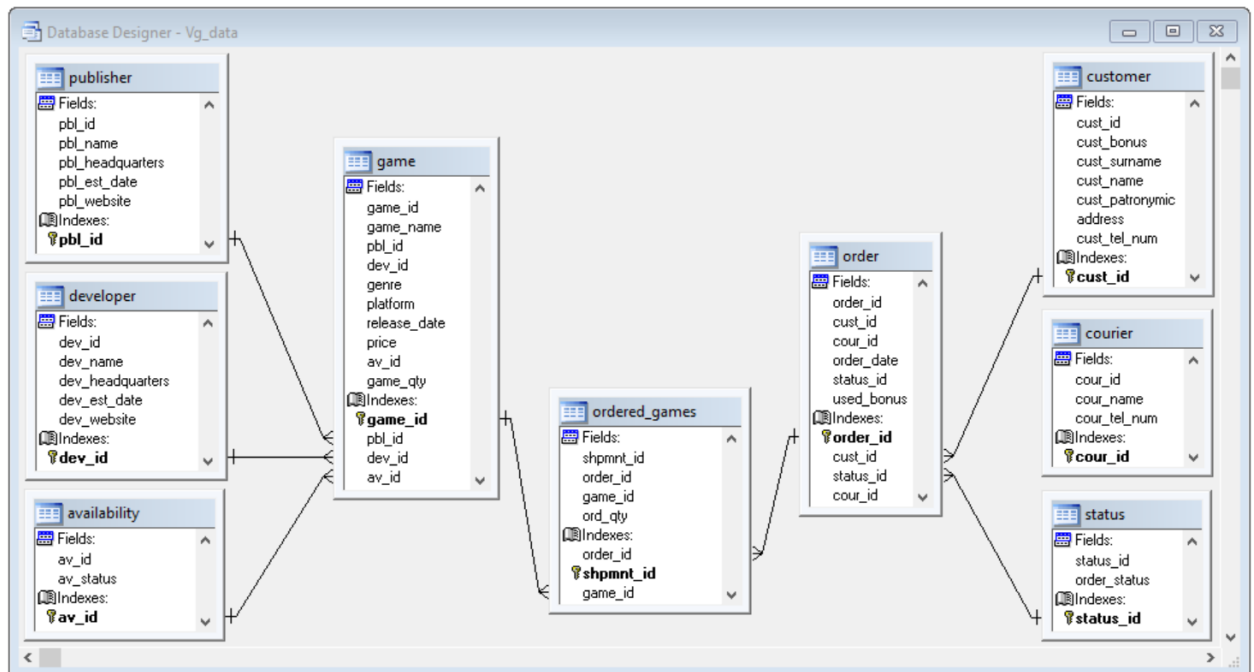 Database Designer - Vg_data
publisher
Fields:
pbl_id
pbl_name
pbl_headquarters
pbl_est_date
pbl_website
Indexes:
pbl_id
developer
Fields:
dev_id
dev_name
dev_headquarters
dev_est_date
dev_website
Indexes:
dev_id
availability
Fields:
av_id
av_status
Indexes:
av_id
game
Fields:
game_id
game_name
pbl_id
dev_id
genre
platform
release_date
price
av_id
game_qty
Indexes:
game_id
pbl_id
dev_id
av_id
ordered_games
Fields:
shpmnt_id
order_id
game_id
ord_qty
Indexes:
order_id
shpmnt_id
game_id
order
Fields:
order_id
cust_id
cour_id
order_date
status_id
used_bonus
Indexes:
order_id
cust_id
status_id
cour_id
customer
Fields:
cust_id
cust_bonus
cust_surname
cust_name
cust_patronymic
address
cust_tel_num
Indexes:
cust_id
courier
Fields:
cour_id
cour_name
cour_tel_num
Indexes:
cour_id
status
Fields:
status_id
order_status
Indexes:
status_id